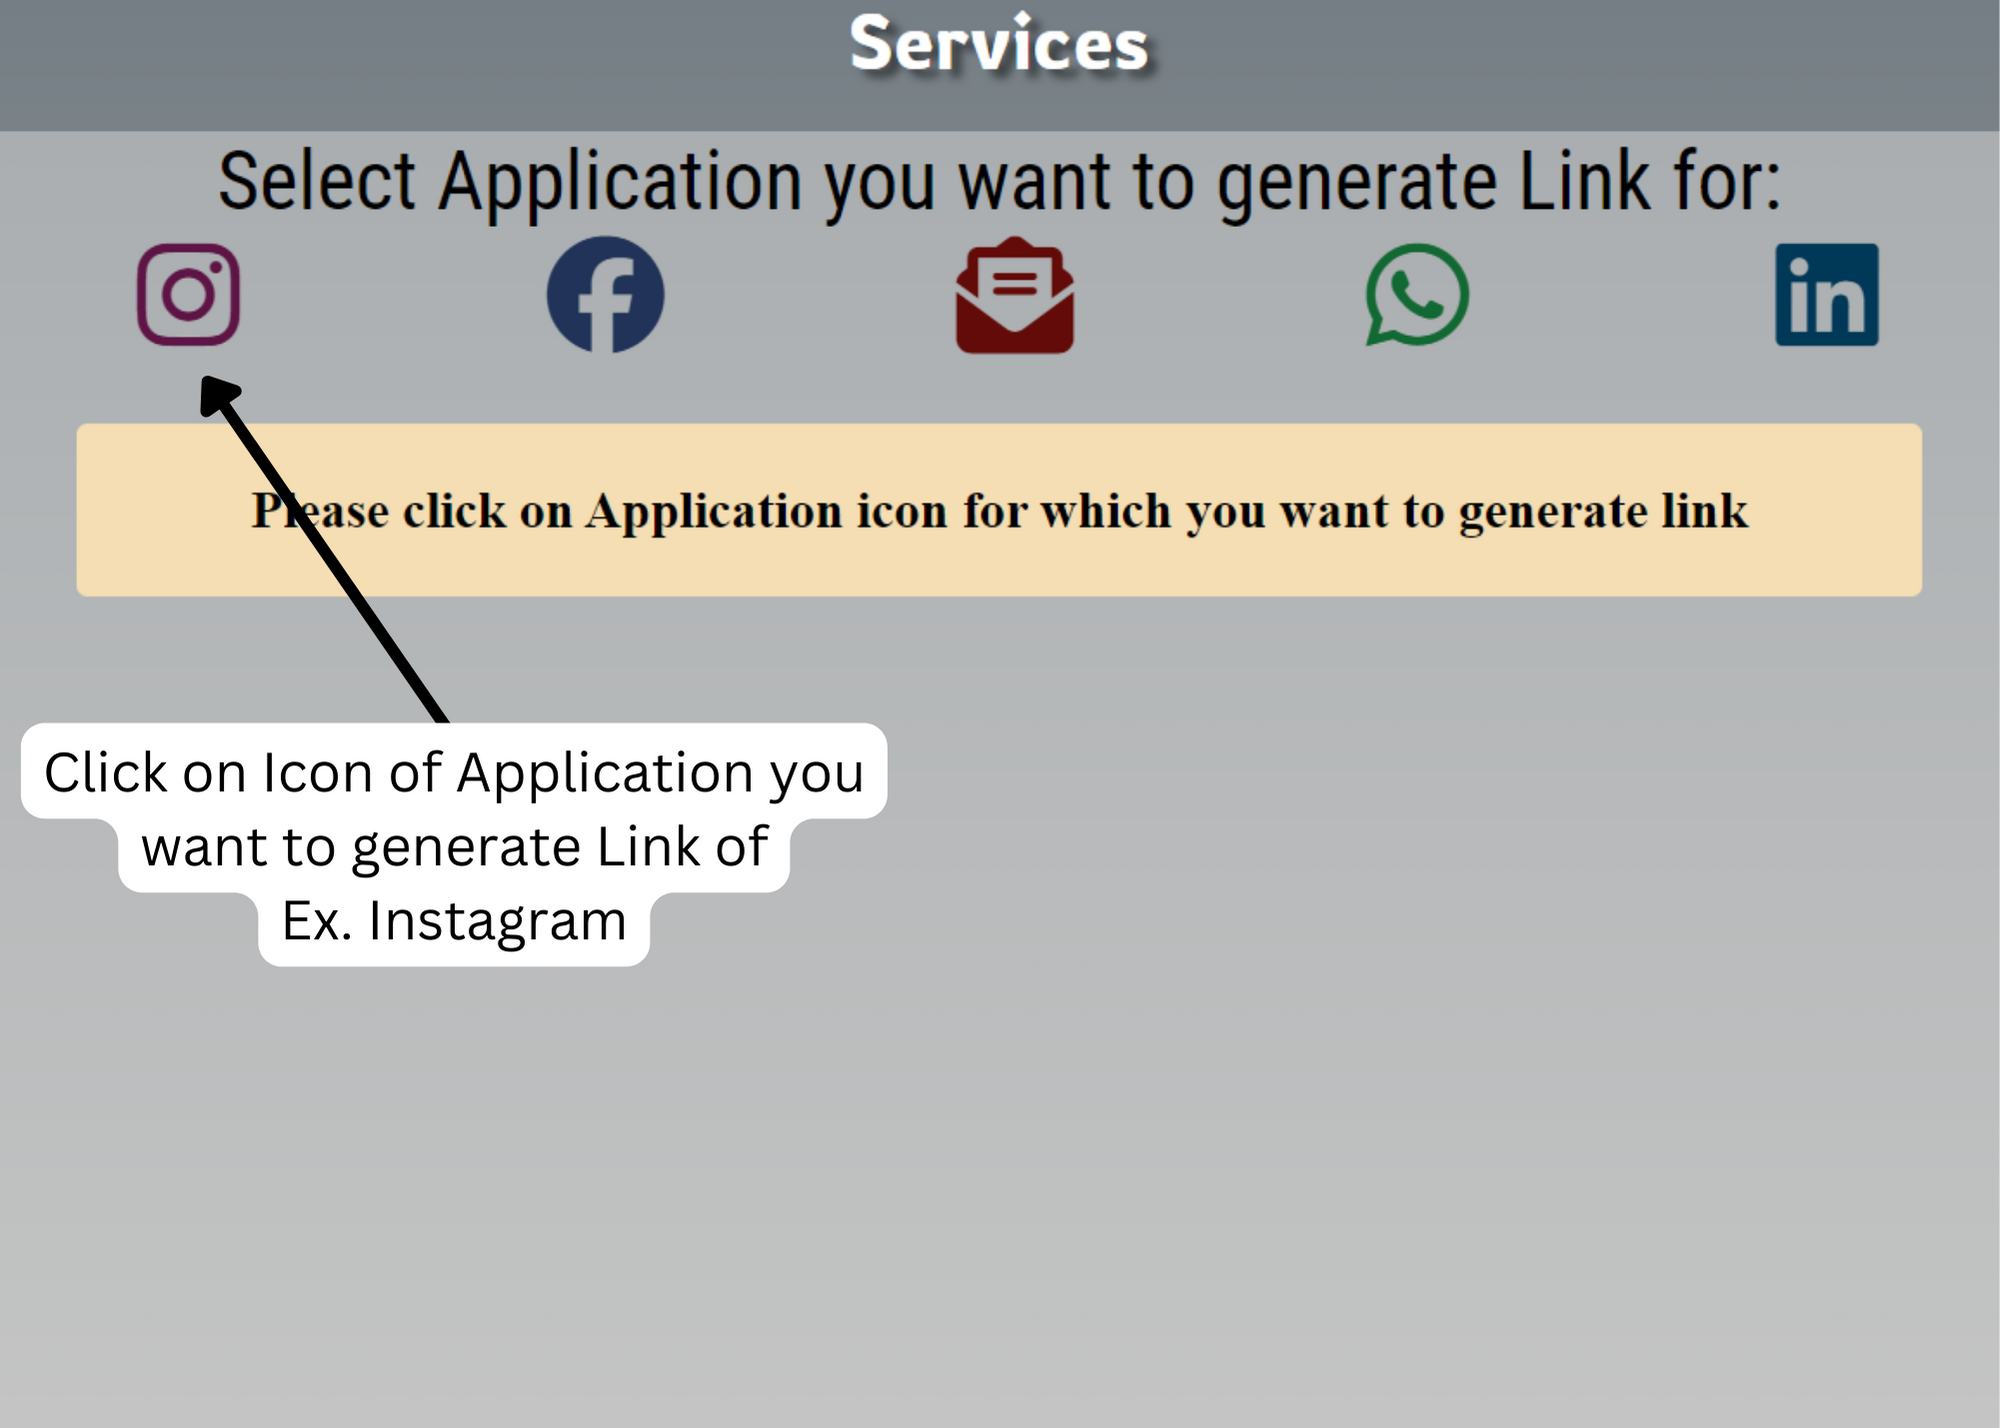 Services
Select Application you want to generate Link for:
Please click on Application icon for which you want to generate link
Click on Icon of Application you
want to generate Link of
Ex. Instagram